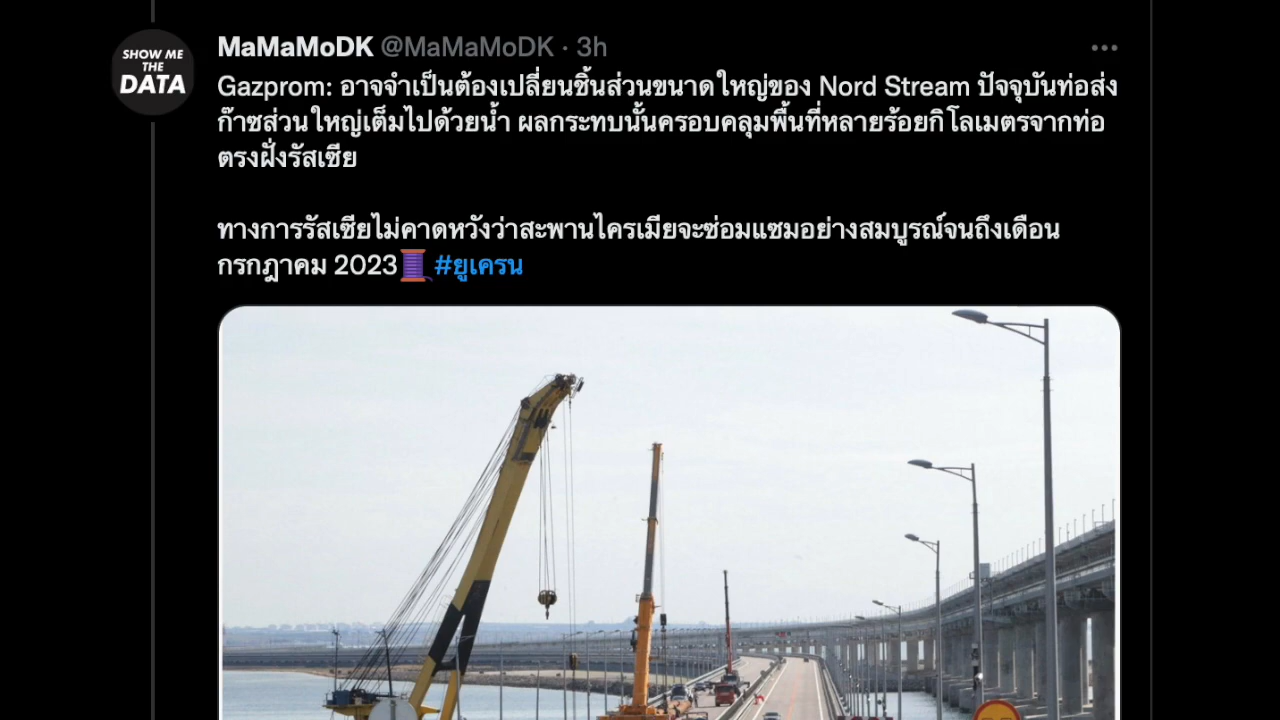 SHOW ME
THE
DATA
MaMaMoDK @MaMaMoDK · 3h
Gazprom: อาจจำเป็นต้องเปลี่ยนชิ้นส่วนขนาดใหญ่ของ Nord Stream ปัจจุบันท่อส่ง
ก๊าซส่วนใหญ่เต็มไปด้วยน้ำ ผลกระทบนั้นครอบคลุมพื้นที่หลายร้อยกิโลเมตรจากท่อ
ตรงฝั่งรัสเซีย
ทางการรัสเซียไม่คาดหวังว่าสะพานไครเมียจะซ่อมแซมอย่างสมบูรณ์จนถึงเดือน
กรกฎาคม 2023🧵 #ยูเครน